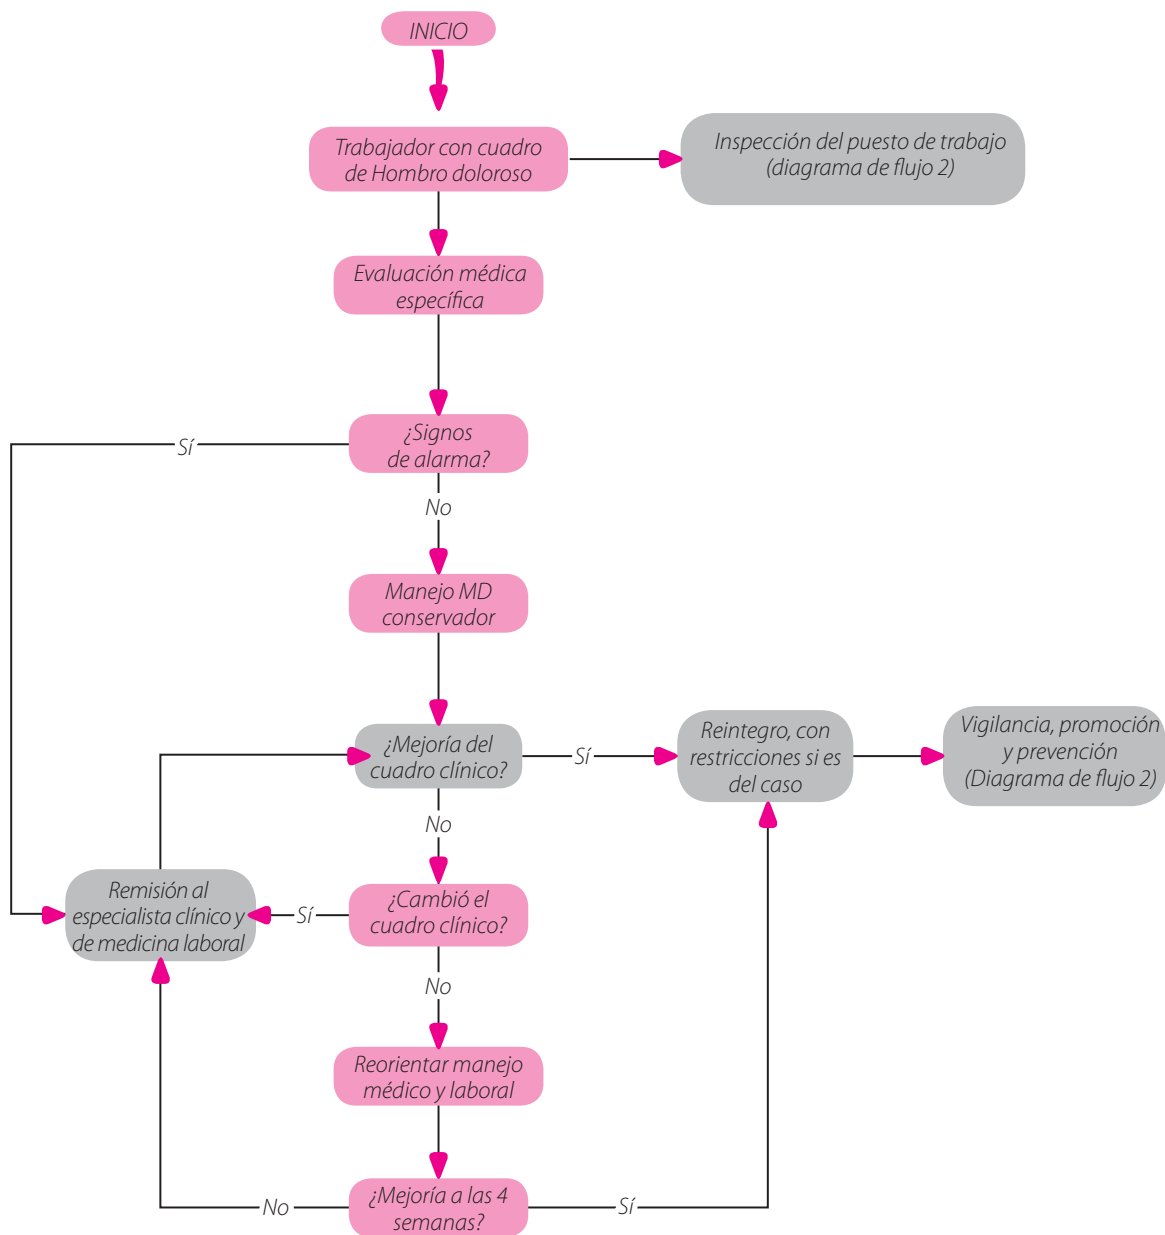 INICIO
Trabajador con cuadro
de Hombro doloroso
Inspección del puesto de trabajo
(diagrama de flujo 2)
Evaluación médica
específica
¿Signos
de alarma?
Sí
No
Manejo MD
conservador
¿Mejoría del
cuadro clínico?
Sí
Reintegro, con
restricciones si es
del caso
Vigilancia, promoción
y prevención
(Diagrama de flujo 2)
No
¿Cambió el
cuadro clínico?
Sí
Remisión al
especialista clínico y
de medicina laboral
No
Reorientar manejo
médico y laboral
¿Mejoría a las 4
semanas?
No
Sí